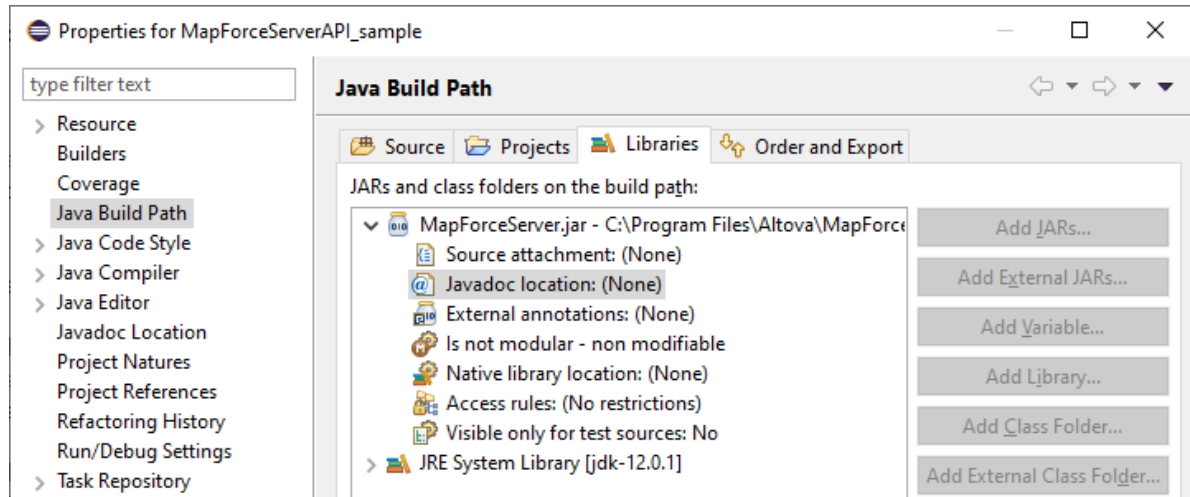 Properties for MapForceServerAPI_sample
type filter text
Resource
Builders
Coverage
Java Build Path
Java Code Style
Java Compiler
Java Editor
Javadoc Location
Project Natures
Project References
Refactoring History
Run/Debug Settings
Task Repository
Java Build Path
Source Projects Libraries Order and Export
JARs and class folders on the build path:
MapForceServer.jar - C:\Program Files\Altova\MapForce
Source attachment: (None)
Javadoc location: (None)
External annotations: (None)
Is not modular - non modifiable
Native library location: (None)
Access rules: (No restrictions)
Visible only for test sources: No
JRE System Library [jdk-12.0.1]
Add JARs...
Add External JARs...
Add Variable...
Add Library...
Add Class Folder...
Add External Class Folder...